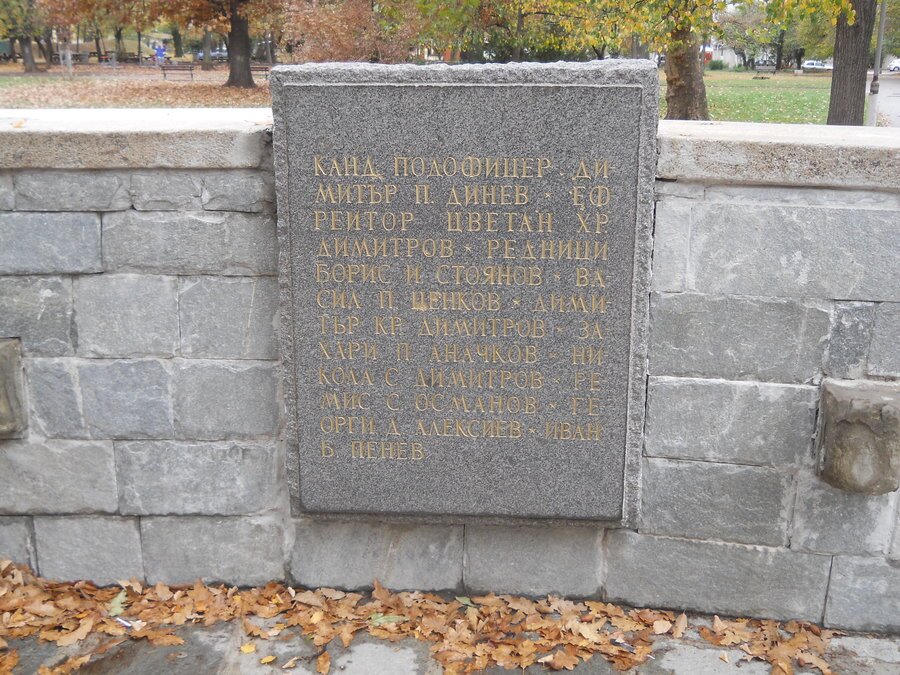 КАНД. ПОДОФИЦЕР ДИ
МИТЪР П. ДИНЕВ · ЕФ
РЕИТОР ЦВЕТАН ХР.
ДИМИТРОВ · РЕДНИЦИ
БОРИС И СТОЯНОВ · ВА
СИЛ П ЦЕНКОВ · ДИМИ-
ТЪР КР. ДИМИТРОВ · ЗА
ХАРИ П. АНАЧКОВ · НИ
КОЛА С ДИМИТРОВ · РЕ
МИС С. ОСМАНОВ · ГЕ
ОРГИ Д АЛЕКСИЕВ · ИВАН
Б. ПЕНЕВ